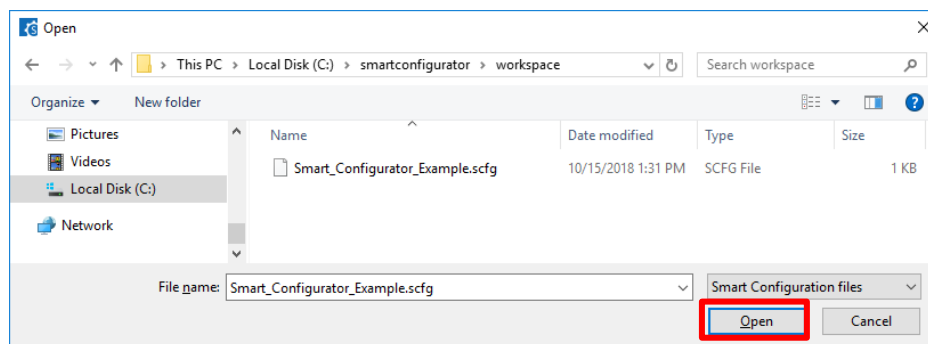 Open
This PC > Local Disk (C:) > smartconfigurator > workspace
Search workspace
Organize
New folder
Pictures
Videos
Local Disk (C:)
Network
Name
Date modified
Type
Size
Smart_Configurator_Example.scfg
10/15/2018 1:31 PM
SCFG File
1 KB
File name:
Smart_Configurator_Example.scfg
Smart Configuration files
Open
Cancel